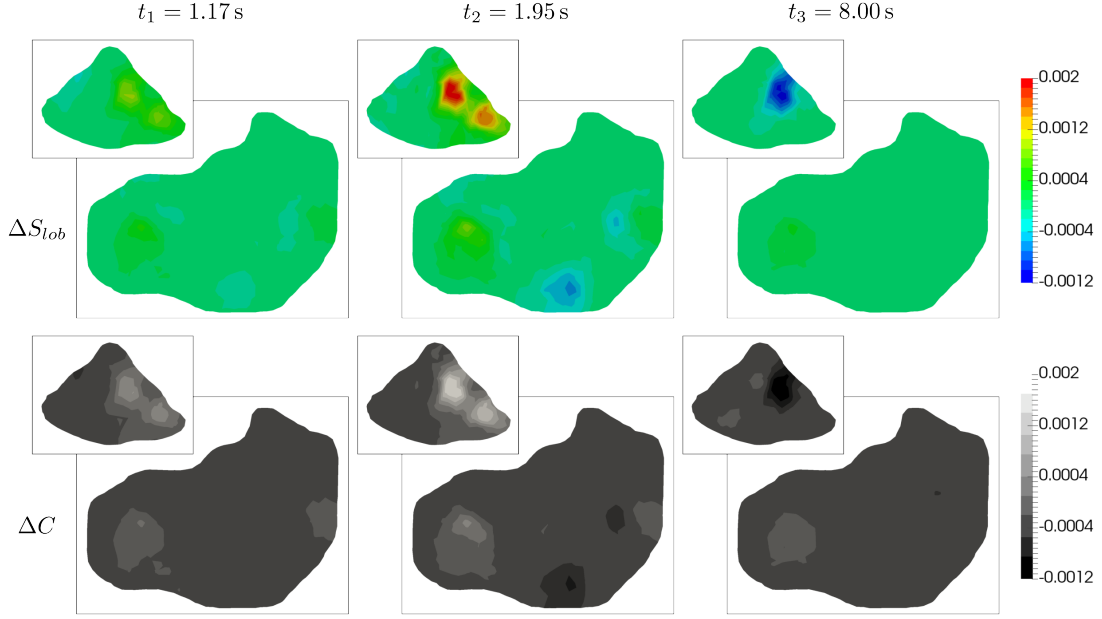 t₁ = 1.17 s
t₂ = 1.95 s
t₃ = 8.00 s
ΔS_lob
0.002
0.0012
0.0004
-0.0004
-0.0012
ΔC
0.002
0.0012
0.0004
-0.0004
-0.0012